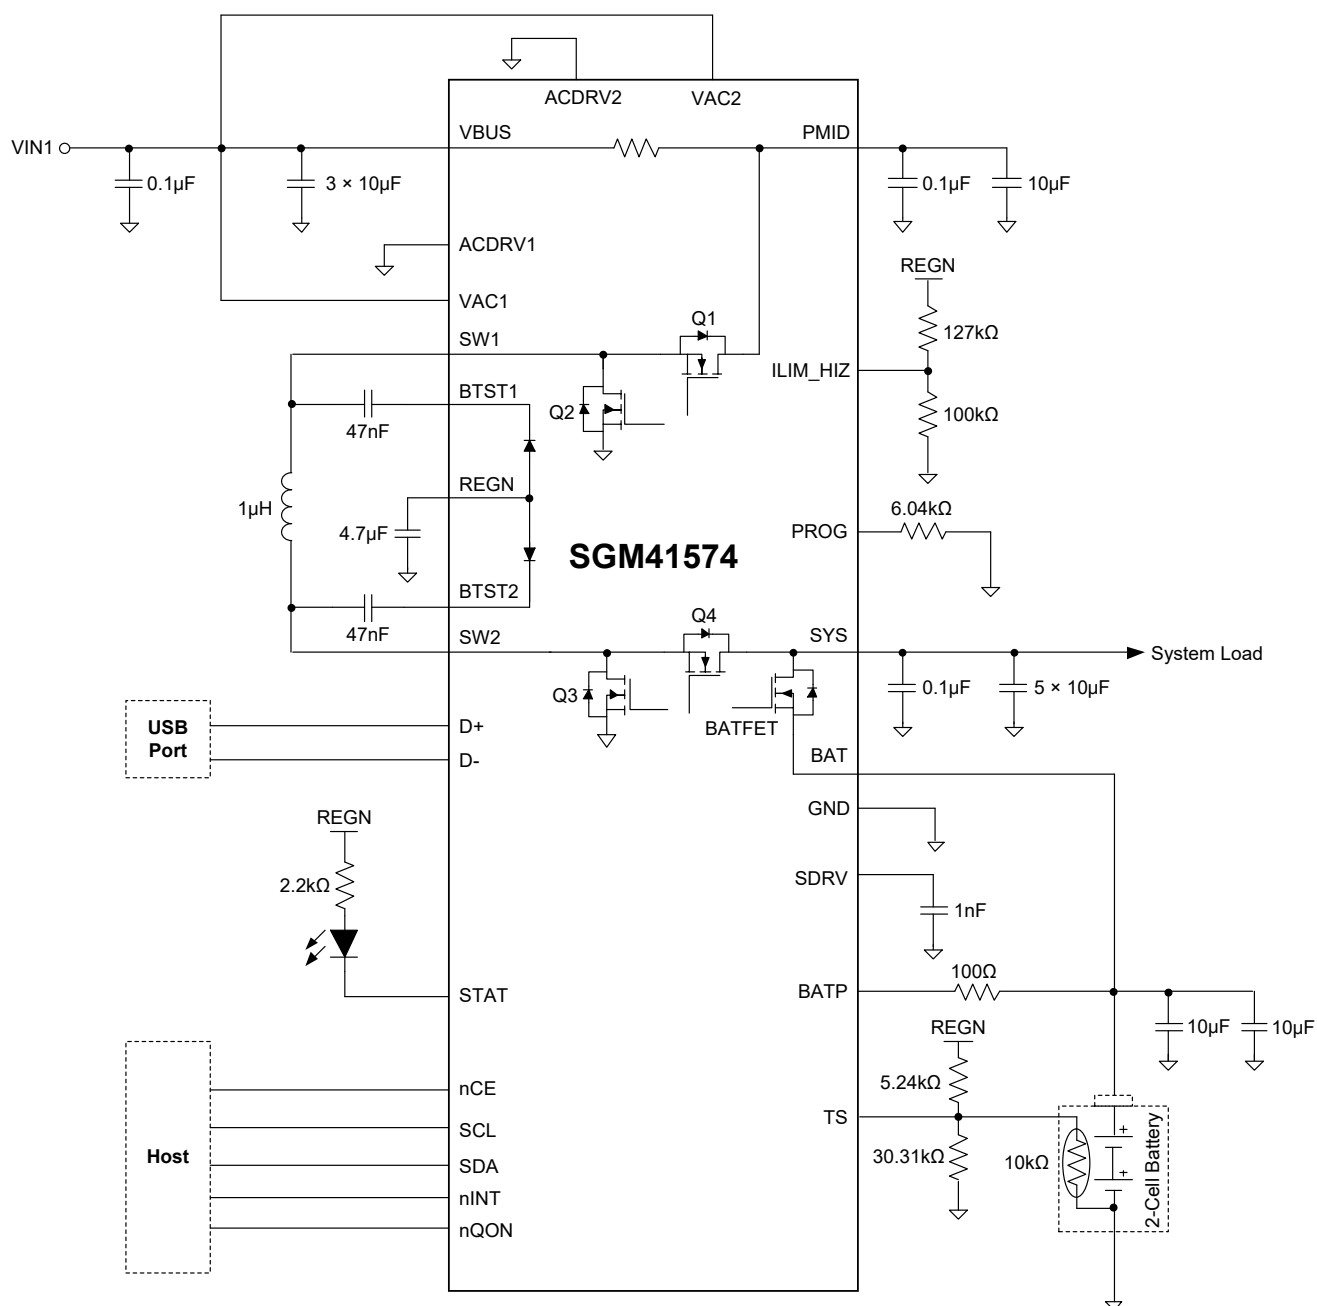 ACDRV2
VAC2
VIN1
VBUS
PMID
0.1µF
3 × 10µF
0.1µF
10µF
ACDRV1
REGN
VAC1
Q1
127kΩ
SW1
ILIM_HIZ
BTST1
Q2
100kΩ
47nF
REGN
1µH
6.04kΩ
4.7µF
PROG
SGM41574
BTST2
47nF
Q4
SYS
SW2
System Load
Q3
0.1µF
5 × 10µF
USB
Port
D+
BATFET
D-
BAT
REGN
GND
2.2kΩ
SDRV
1nF
100Ω
STAT
BATP
REGN
10µF
10µF
nCE
5.24kΩ
TS
SCL
Host
30.31kΩ
10kΩ
+
+
2-Cell Battery
SDA
nINT
nQON